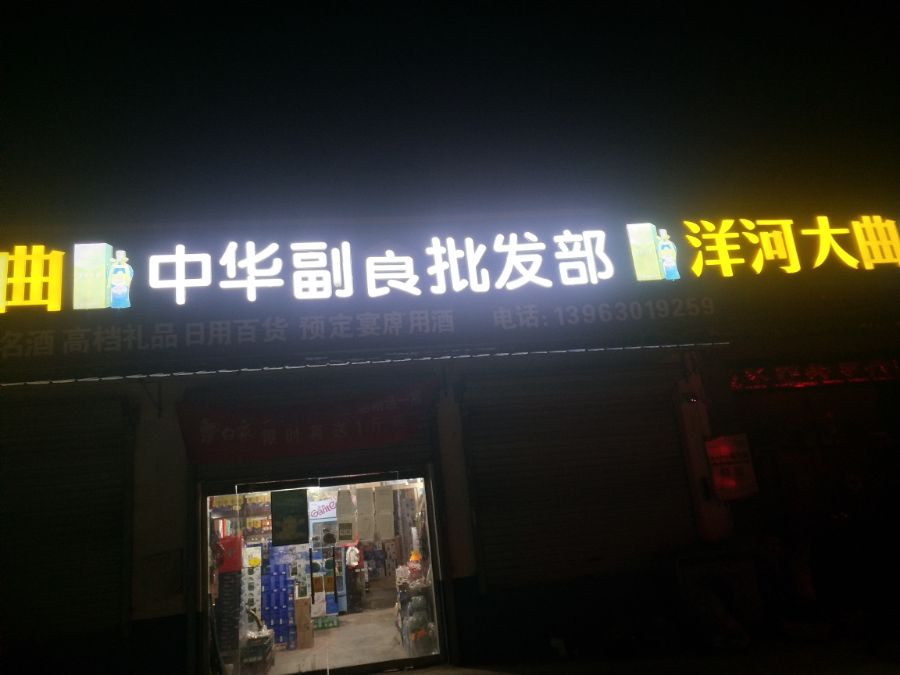 曲 中华副良批发部 洋河大曲
名酒 高档礼品 日用百货 预定宴席用酒 电话:13963019259